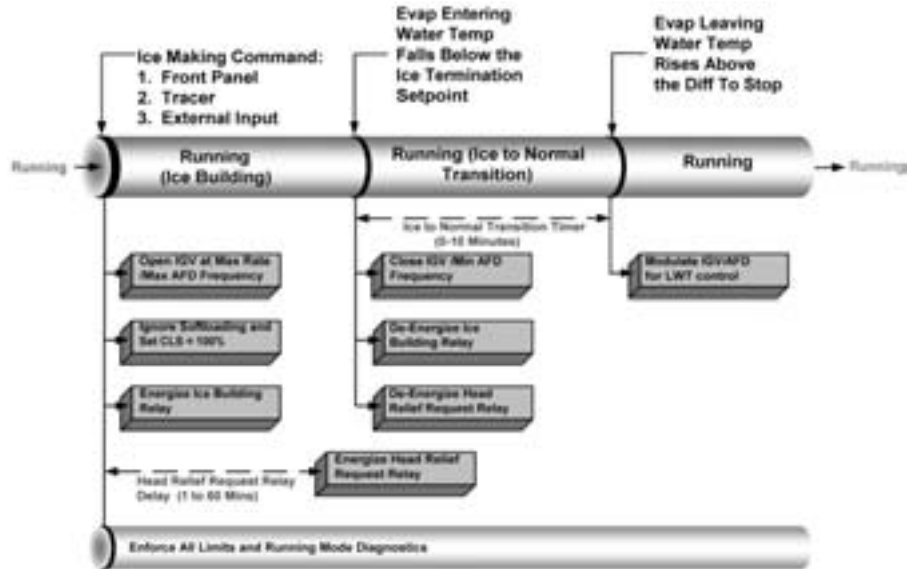 Ice Making Command:
1. Front Panel
2. Tracer
3. External Input
Evap Entering
Water Temp
Falls Below the
Ice Termination
Setpoint
Evap Leaving
Water Temp
Rises Above
the Diff To Stop
Running
Running
(Ice Building)
Running (Ice to Normal
Transition)
Running
Running
Ice to Normal Transition Timer
(0-10 Minutes)
Open IGV at Max Rate
/Max AFD Frequency
Close IGV /Min AFD
Frequency
Modulate IGV/AFD
for LWT control
Ignore Softloading and
Set CLS = 100%
De-Energize Ice
Building Relay
Energize Ice Building
Relay
De-Energize Head
Relief Request Relay
Energize Head Relief
Request Relay
Head Relief Request Relay
Delay (1 to 60 Mins)
Enforce All Limits and Running Mode Diagnostics